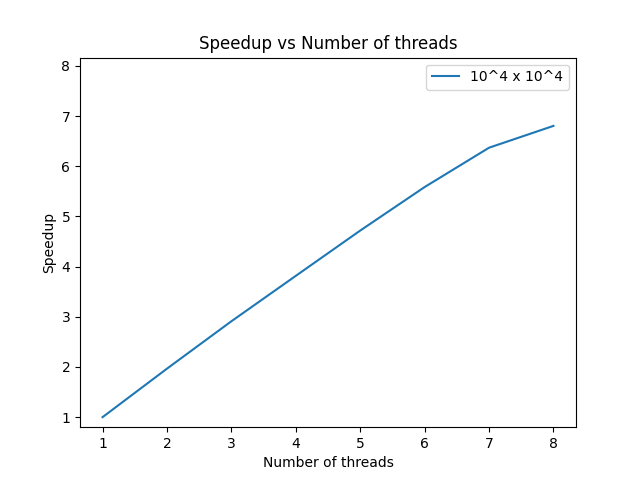 Speedup vs Number of threads
10^4 x 10^4
8
7
6
5
4
3
2
1
Speedup
1 2 3 4 5 6 7 8
Number of threads